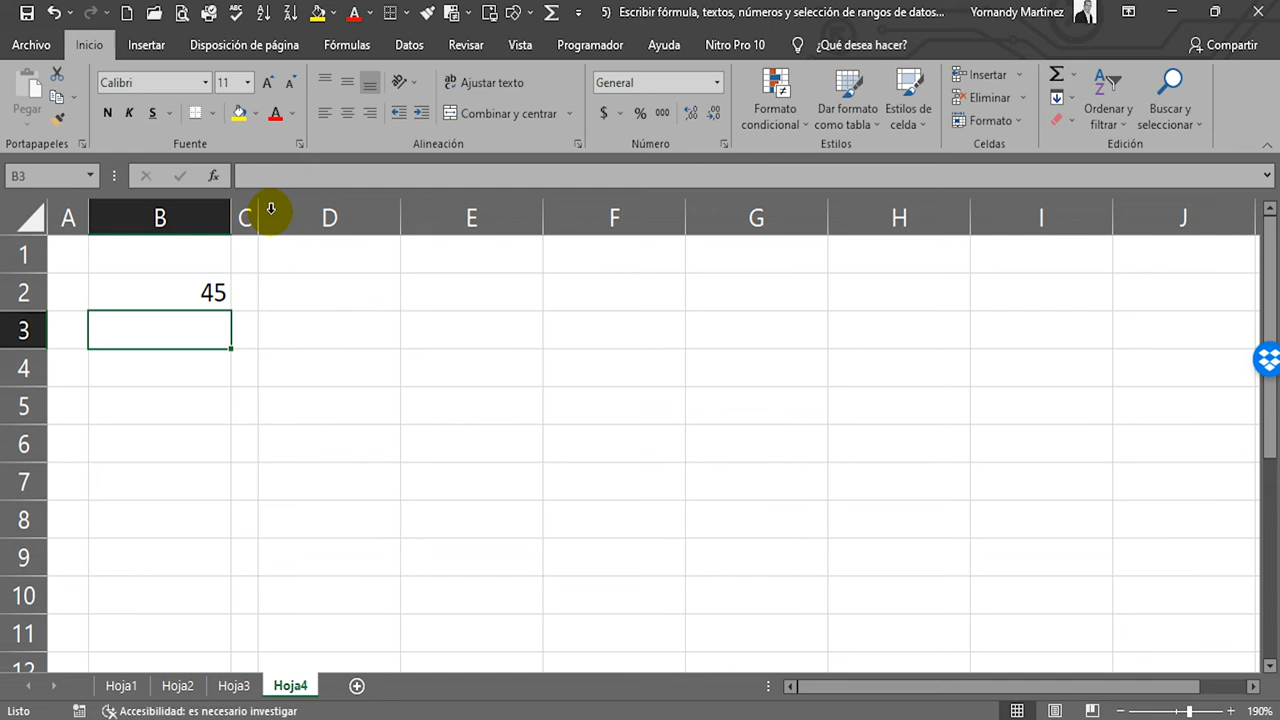 5) Escribir fórmula, textos, números y selección de rangos de datos... Yornandy Martinez
Archivo Inicio Insertar Disposición de página Fórmulas Datos Revisar Vista Programador Ayuda Nitro Pro 10 ¿Qué desea hacer? Compartir
Calibri 11 Ajustar texto General Insertar
Pegar N K S Combinar y centrar $ % 000 Formato condicional Dar formato como tabla Estilos de celda Eliminar Formato Ordenar y filtrar Buscar y seleccionar
Portapapeles Fuente Alineación Número Estilos Celdas Edición
B3 fx
A B C D E F G H I J
1
2 45
3
4
5
6
7
8
9
10
11
12
Hoja1 Hoja2 Hoja3 Hoja4
Listo Accesibilidad: es necesario investigar 190%